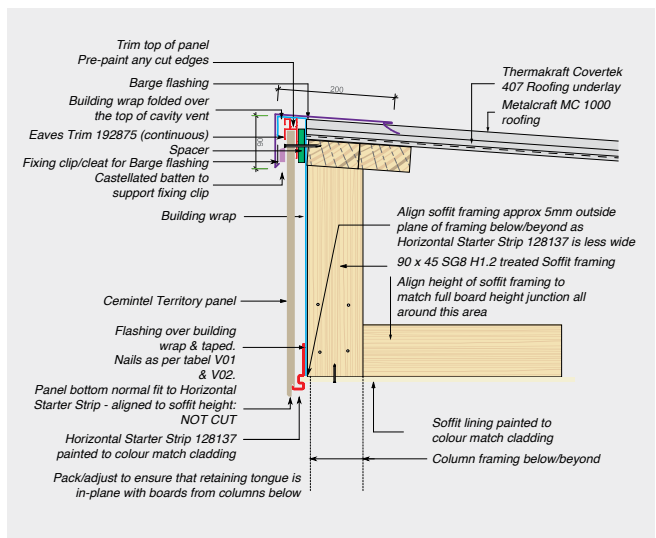 Trim top of panel
Pre-paint any cut edges
Barge flashing
Building wrap folded over
the top of cavity vent
Eaves Trim 192875 (continuous)
Spacer
Fixing clip/cleat for Barge flashing
Castellated batten to
support fixing clip
Building wrap
Cemintel Territory panel
Flashing over building
wrap & taped.
Nails as per tabel V01
& V02.
Panel bottom normal fit to Horizontal
Starter Strip - aligned to soffit height:
NOT CUT
Horizontal Starter Strip 128137
painted to colour match cladding
Pack/adjust to ensure that retaining tongue is
in-plane with boards from columns below
200
90
Thermakraft Covertek
407 Roofing underlay
Metalcraft MC 1000
roofing
Align soffit framing approx 5mm outside
plane of framing below/beyond as
Horizontal Starter Strip 128137 is less wide
90 x 45 SG8 H1.2 treated Soffit framing
Align height of soffit framing to
match full board height junction all
around this area
Soffit lining painted to
colour match cladding
Column framing below/beyond